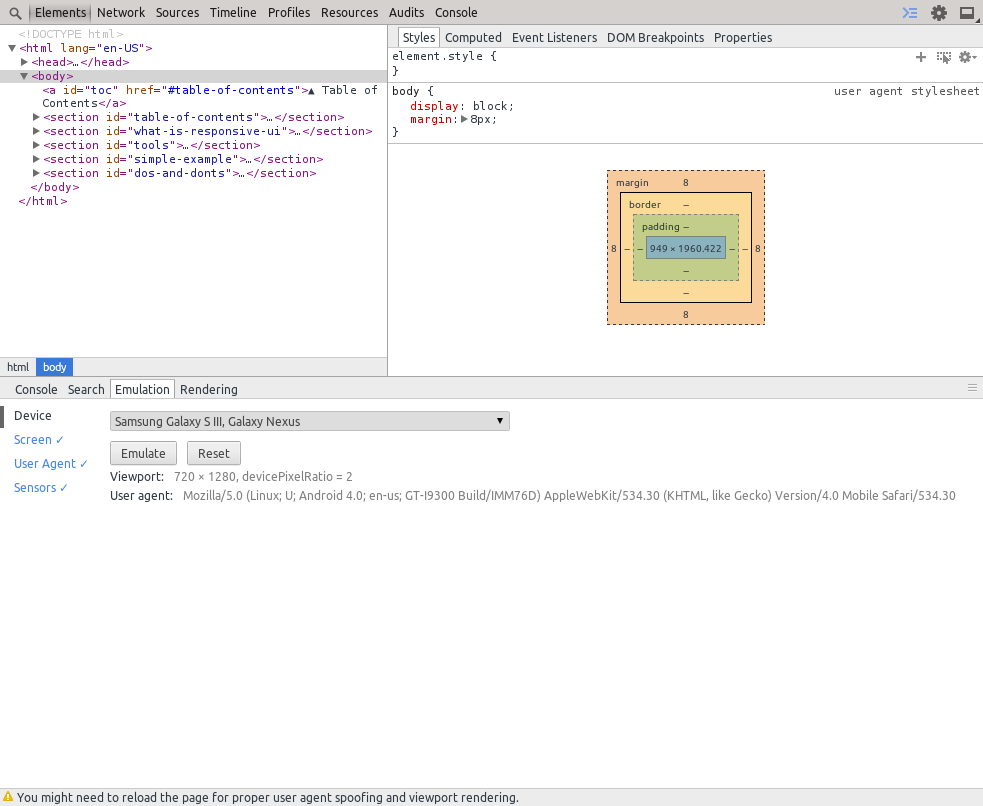 Elements Network Sources Timeline Profiles Resources Audits Console
<!DOCTYPE html>
▼<html lang="en-US">
▶<head>…</head>
▼<body>
<a id="toc" href="#table-of-contents">▲ Table of
Contents</a>
▶<section id="table-of-contents">…</section>
▶<section id="what-is-responsive-ui">…</section>
▶<section id="tools">…</section>
▶<section id="simple-example">…</section>
▶<section id="dos-and-donts">…</section>
</body>
</html>
html body
Styles Computed Event Listeners DOM Breakpoints Properties
element.style {
}
body { user agent stylesheet
display: block;
margin:▶8px;
}
margin 8
border –
padding –
8 – – 949 × 1960.422 – – 8
–
–
8
Console Search Emulation Rendering
Device
Screen ✓
User Agent ✓
Sensors ✓
Samsung Galaxy S III, Galaxy Nexus ▼
Emulate Reset
Viewport: 720 × 1280, devicePixelRatio = 2
User agent: Mozilla/5.0 (Linux; U; Android 4.0; en-us; GT-I9300 Build/IMM76D) AppleWebKit/534.30 (KHTML, like Gecko) Version/4.0 Mobile Safari/534.30
You might need to reload the page for proper user agent spoofing and viewport rendering.